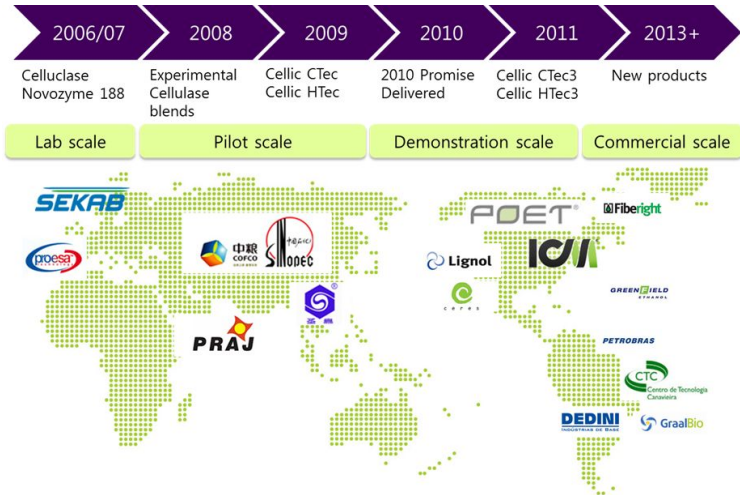 2006/07
2008
2009
2010
2011
2013+
Celluclase
Novozyme 188
Experimental
Cellulase
blends
Cellic CTec
Cellic HTec
2010 Promise
Delivered
Cellic CTec3
Cellic HTec3
New products
Lab scale
Pilot scale
Demonstration scale
Commercial scale
SEKAB
POET®
Fiberight
proesa
中粮
COFCO
SINOPEC
Lignol
ICM
ceres
GREENFIELD
ETHANOL
PRAJ
PETROBRAS
CTC
Centro de Tecnologia
Canavieira
DEDINI
INDÚSTRIAS DE BASE
GraalBio